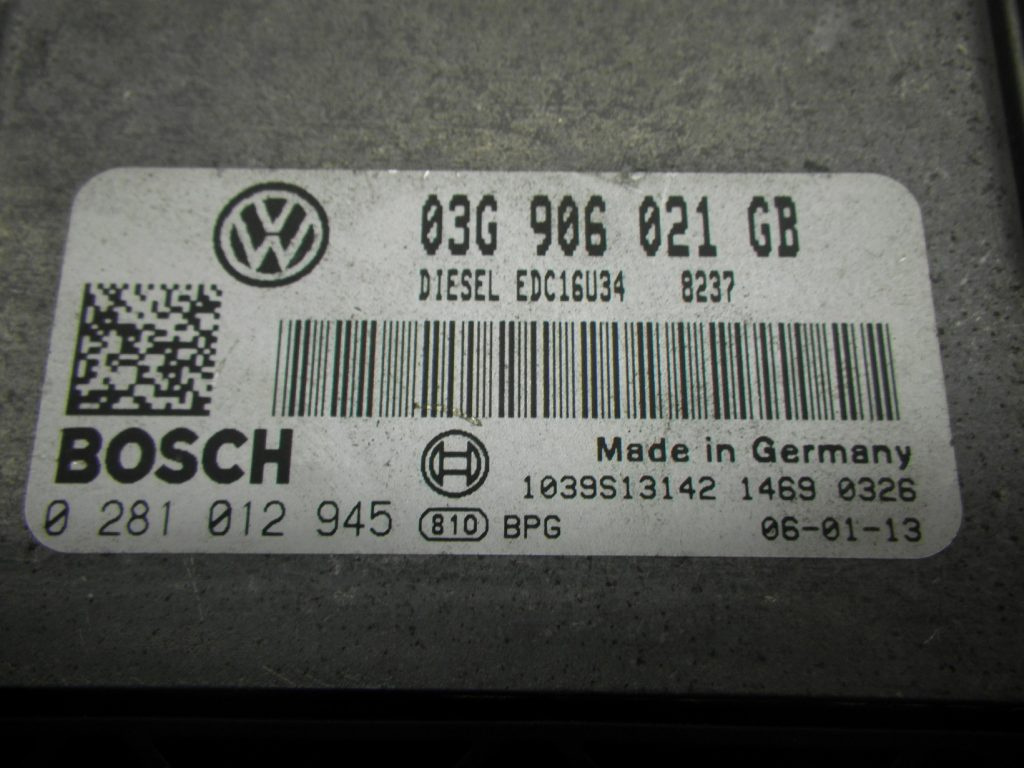 03G 906 021 GB
DIESEL EDC16U34 8237
BOSCH
Made in Germany
1039S13142 1469 0326
0 281 012 945 810 BPG 06-01-13